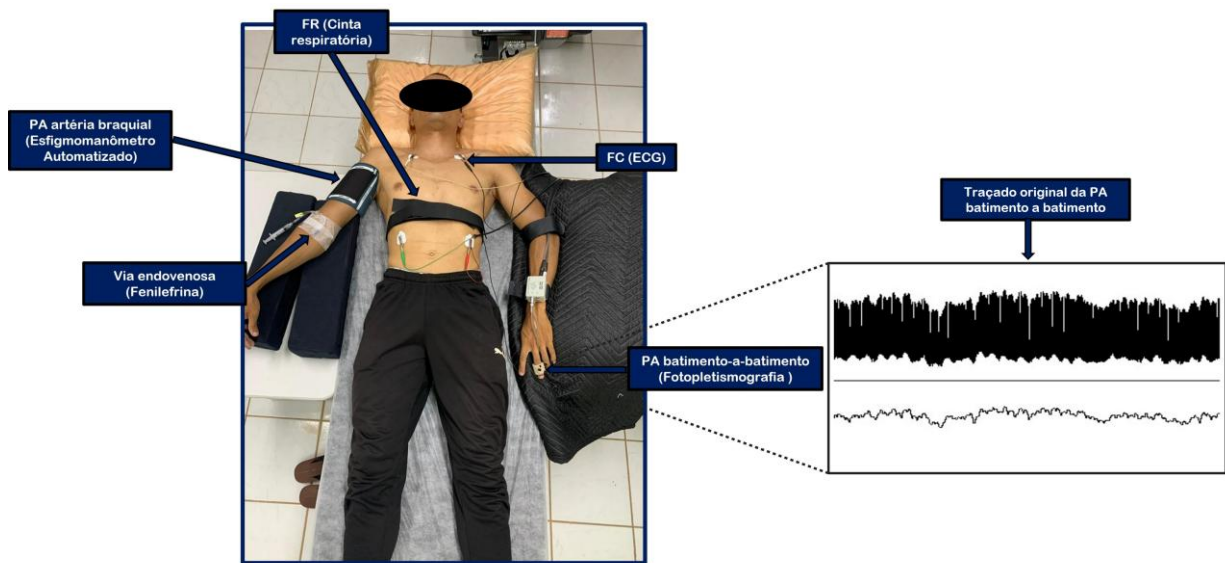 FR (Cinta
respiratória)
PA artéria braquial
(Esfigmomanômetro
Automatizado)
FC (ECG)
Via endovenosa
(Fenilefrina)
PA batimento-a-batimento
(Fotopletismografia )
Traçado original da PA
batimento a batimento